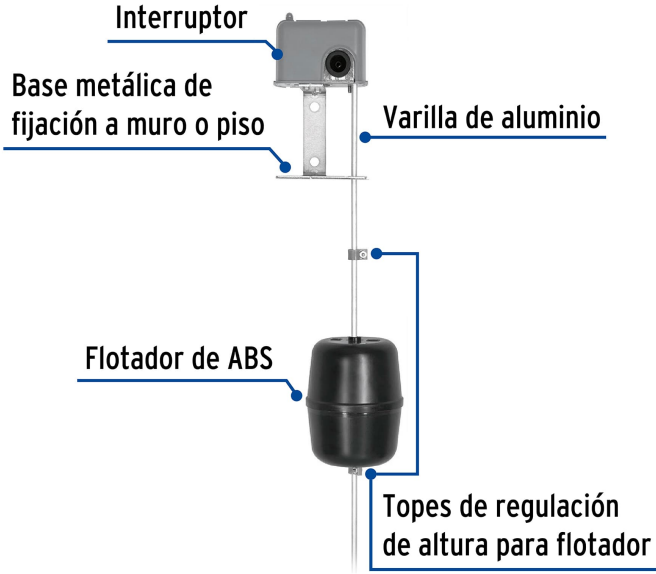 Interruptor
Base metálica de
fijación a muro o piso
Varilla de aluminio
Flotador de ABS
Topes de regulación
de altura para flotador